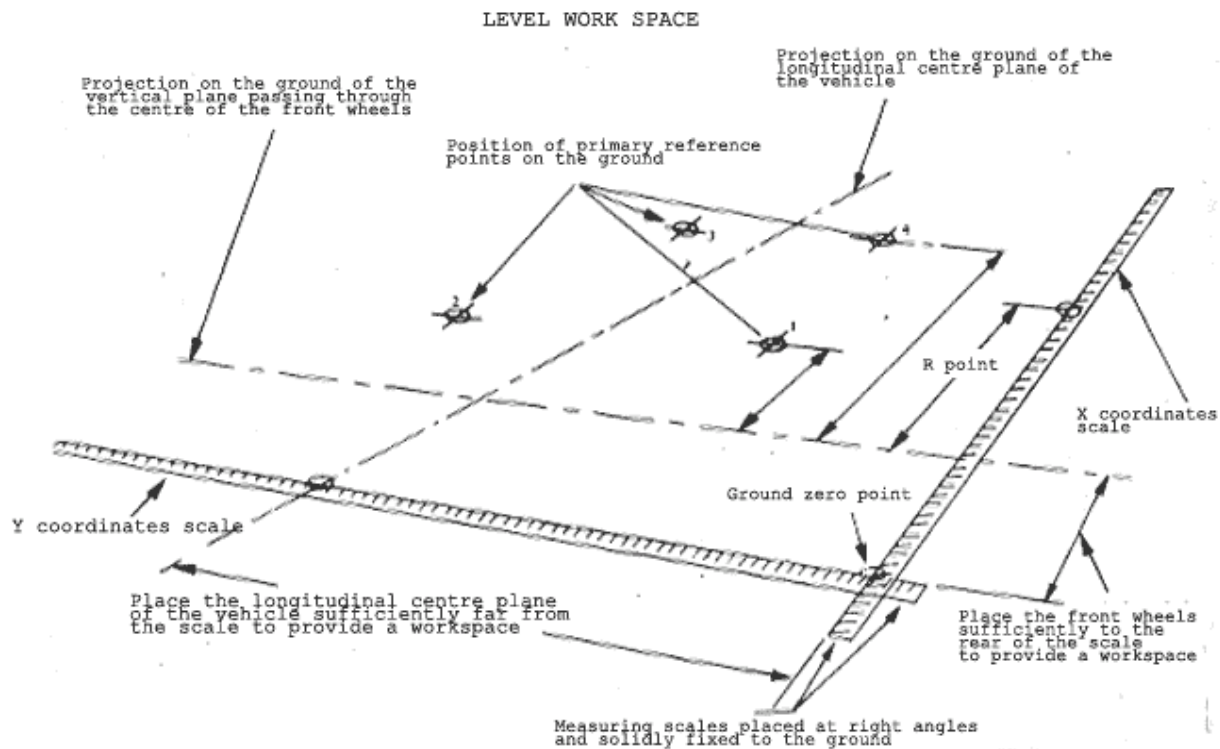 LEVEL WORK SPACE
Projection on the ground of the
longitudinal centre plane of
the vehicle
Projection on the ground of the
vertical plane passing through
the centre of the front wheels
Position of primary reference
points on the ground
3
4
2
1
R point
X coordinates
scale
Ground zero point
Y coordinates scale
Place the longitudinal centre plane
of the vehicle sufficiently far from
the scale to provide a workspace
Place the front wheels
sufficiently to the
rear of the scale
to provide a workspace
Measuring scales placed at right angles
and solidly fixed to the ground